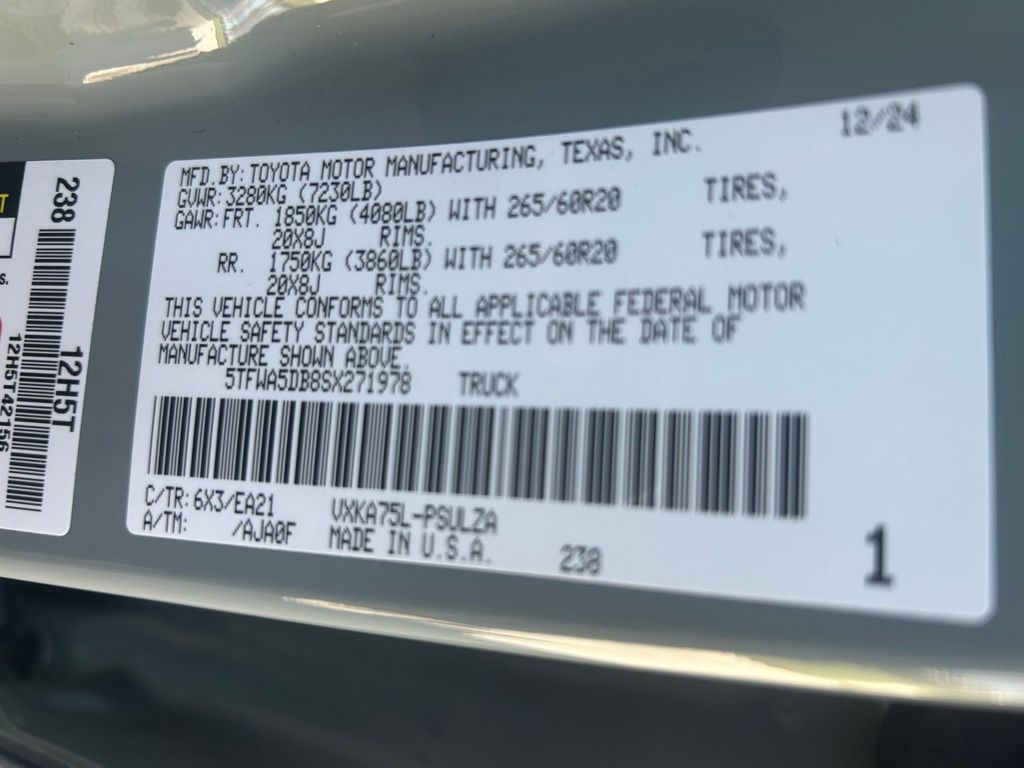 12/24
MFD.BY: TOYOTA MOTOR MANUFACTURING, TEXAS, INC.
GVWR: 3280KG (7230LB)
GAWR: FRT. 1850KG (4080LB) WITH 265/60R20 TIRES,
20X8J RIMS.
RR. 1750KG (3860LB) WITH 265/60R20 TIRES,
20X8J RIMS.
THIS VEHICLE CONFORMS TO ALL APPLICABLE FEDERAL MOTOR
VEHICLE SAFETY STANDARDS IN EFFECT ON THE DATE OF
MANUFACTURE SHOWN ABOVE.
5TFWA5DB8SX271978 TRUCK
C/TR: 6X3/EA21 VXKA75L-PSULZA
A/TM: /AJA0F MADE IN U.S.A. 238
1
238
12H5T
12H5T42156